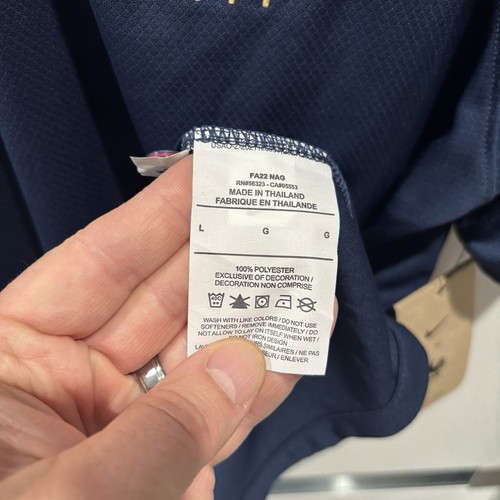 FA22 NAG
RN#56323 - CA#05553
MADE IN THAILAND
FABRIQUE EN THAILANDE
L G G
100% POLYESTER
EXCLUSIVE OF DECORATION /
DECORATION NON COMPRISE
40C
WASH WITH LIKE COLORS / DO NOT USE
SOFTENERS / REMOVE IMMEDIATELY / DO
NOT ALLOW TO LAY ON ITSELF WHEN WET /
DO NOT IRON DESIGN
SIMILAIRES / NE PAS
/ ENLEVER